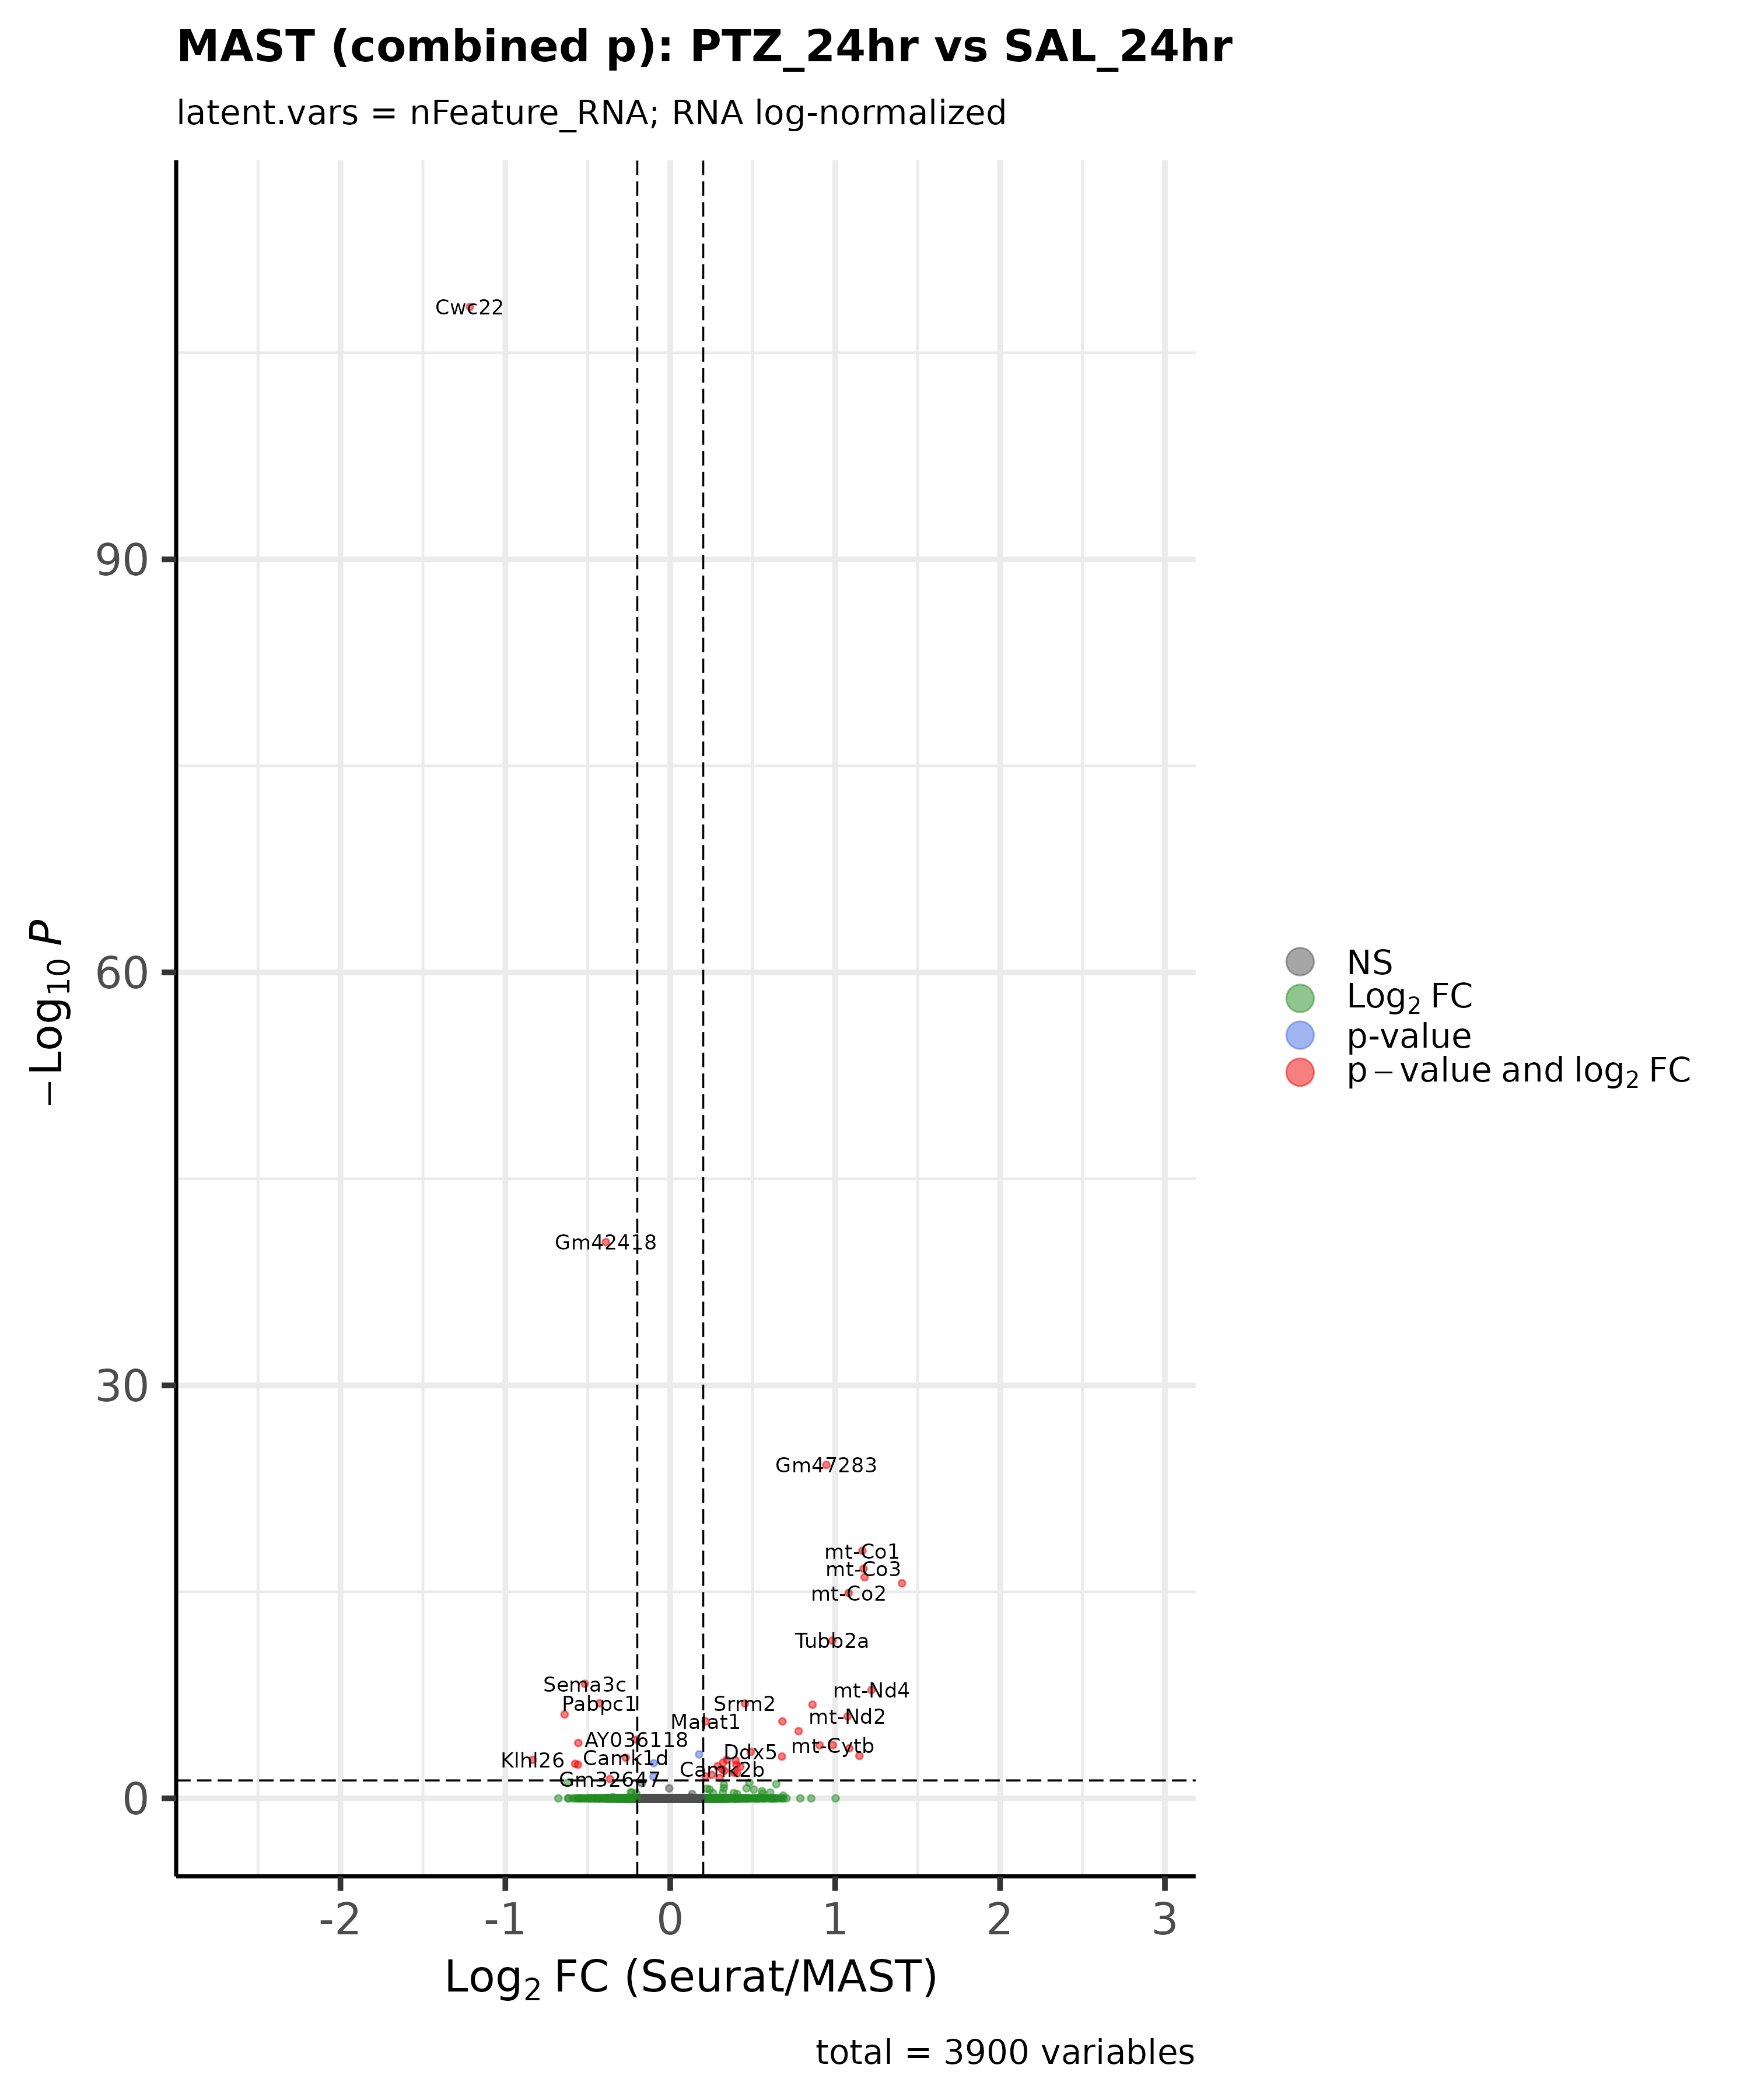 MAST (combined p): PTZ_24hr vs SAL_24hr
latent.vars = nFeature_RNA; RNA log-normalized
Cwc22
90
−Log10 P
60
NS
Log2 FC
p-value
p − value and log2 FC
Gm42418
30
Gm47283
mt-Co1
mt-Co3
mt-Co2
Tubb2a
Sema3c
mt-Nd4
Pabpc1
Srrm2
mt-Nd2
Malat1
AY036118
mt-Cytb
Ddx5
Klhl26
Camk1d
Camk2b
Gm32647
0
-2
-1
0
1
2
3
Log2 FC (Seurat/MAST)
total = 3900 variables